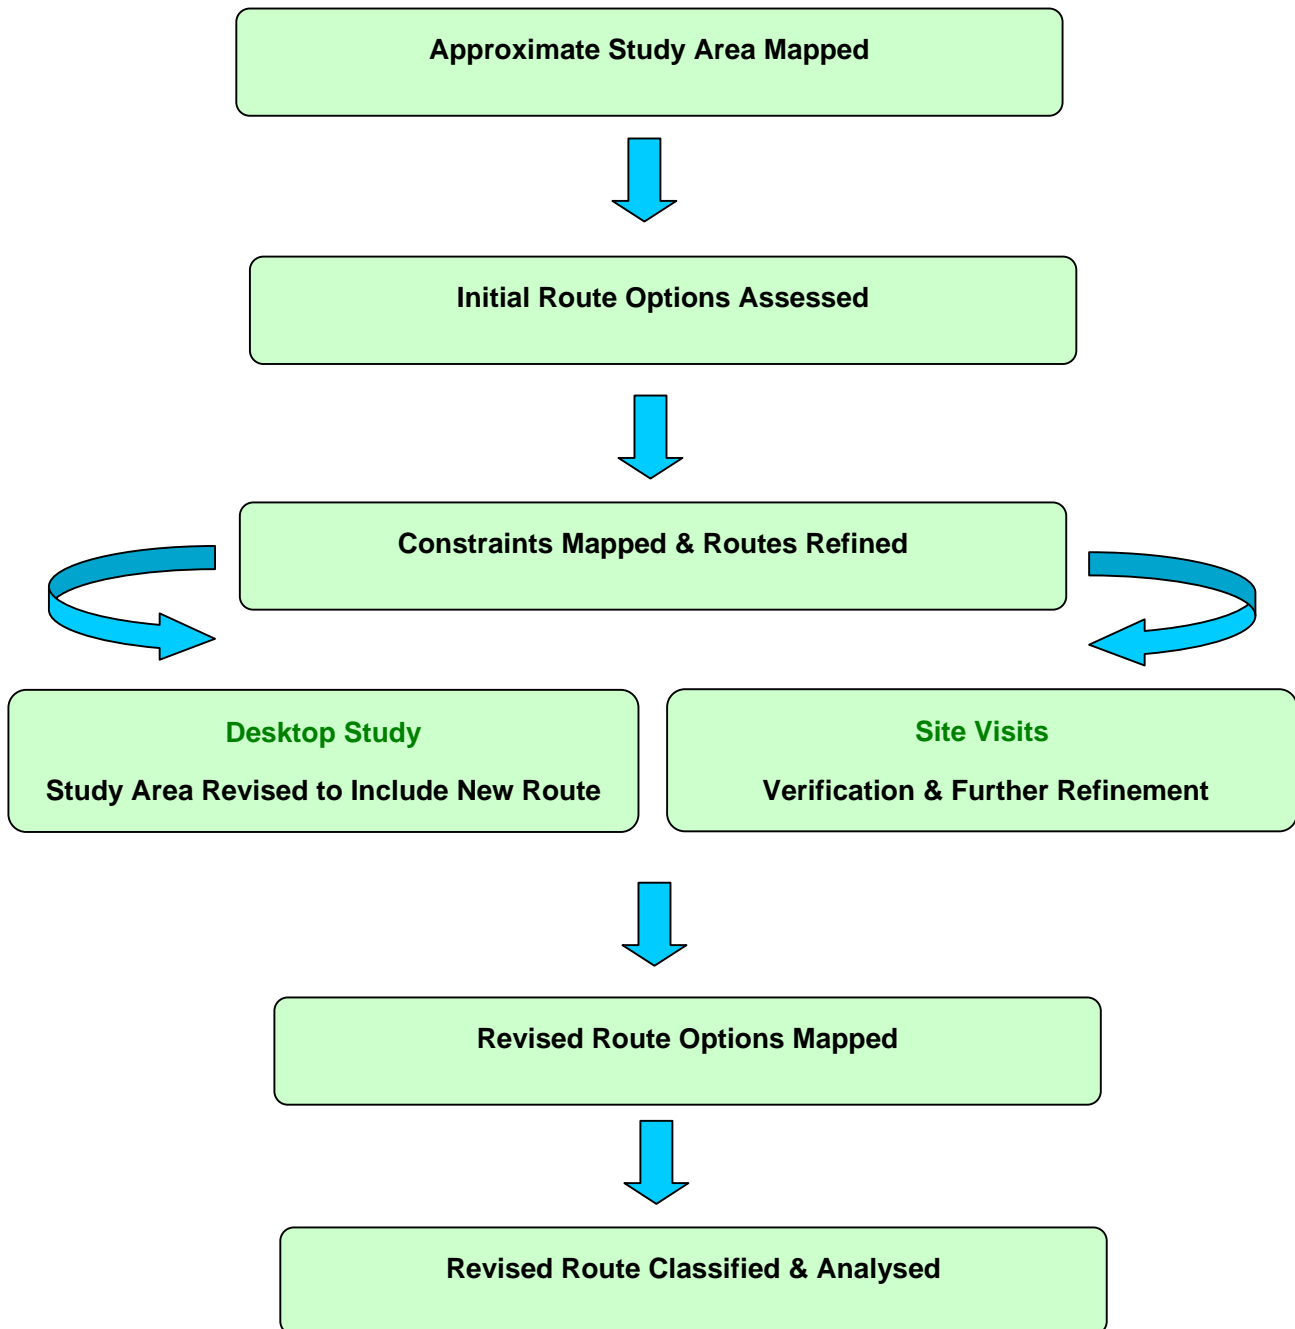 Approximate Study Area Mapped
Initial Route Options Assessed
Constraints Mapped & Routes Refined
Desktop Study
Study Area Revised to Include New Route
Site Visits
Verification & Further Refinement
Revised Route Options Mapped
Revised Route Classified & Analysed